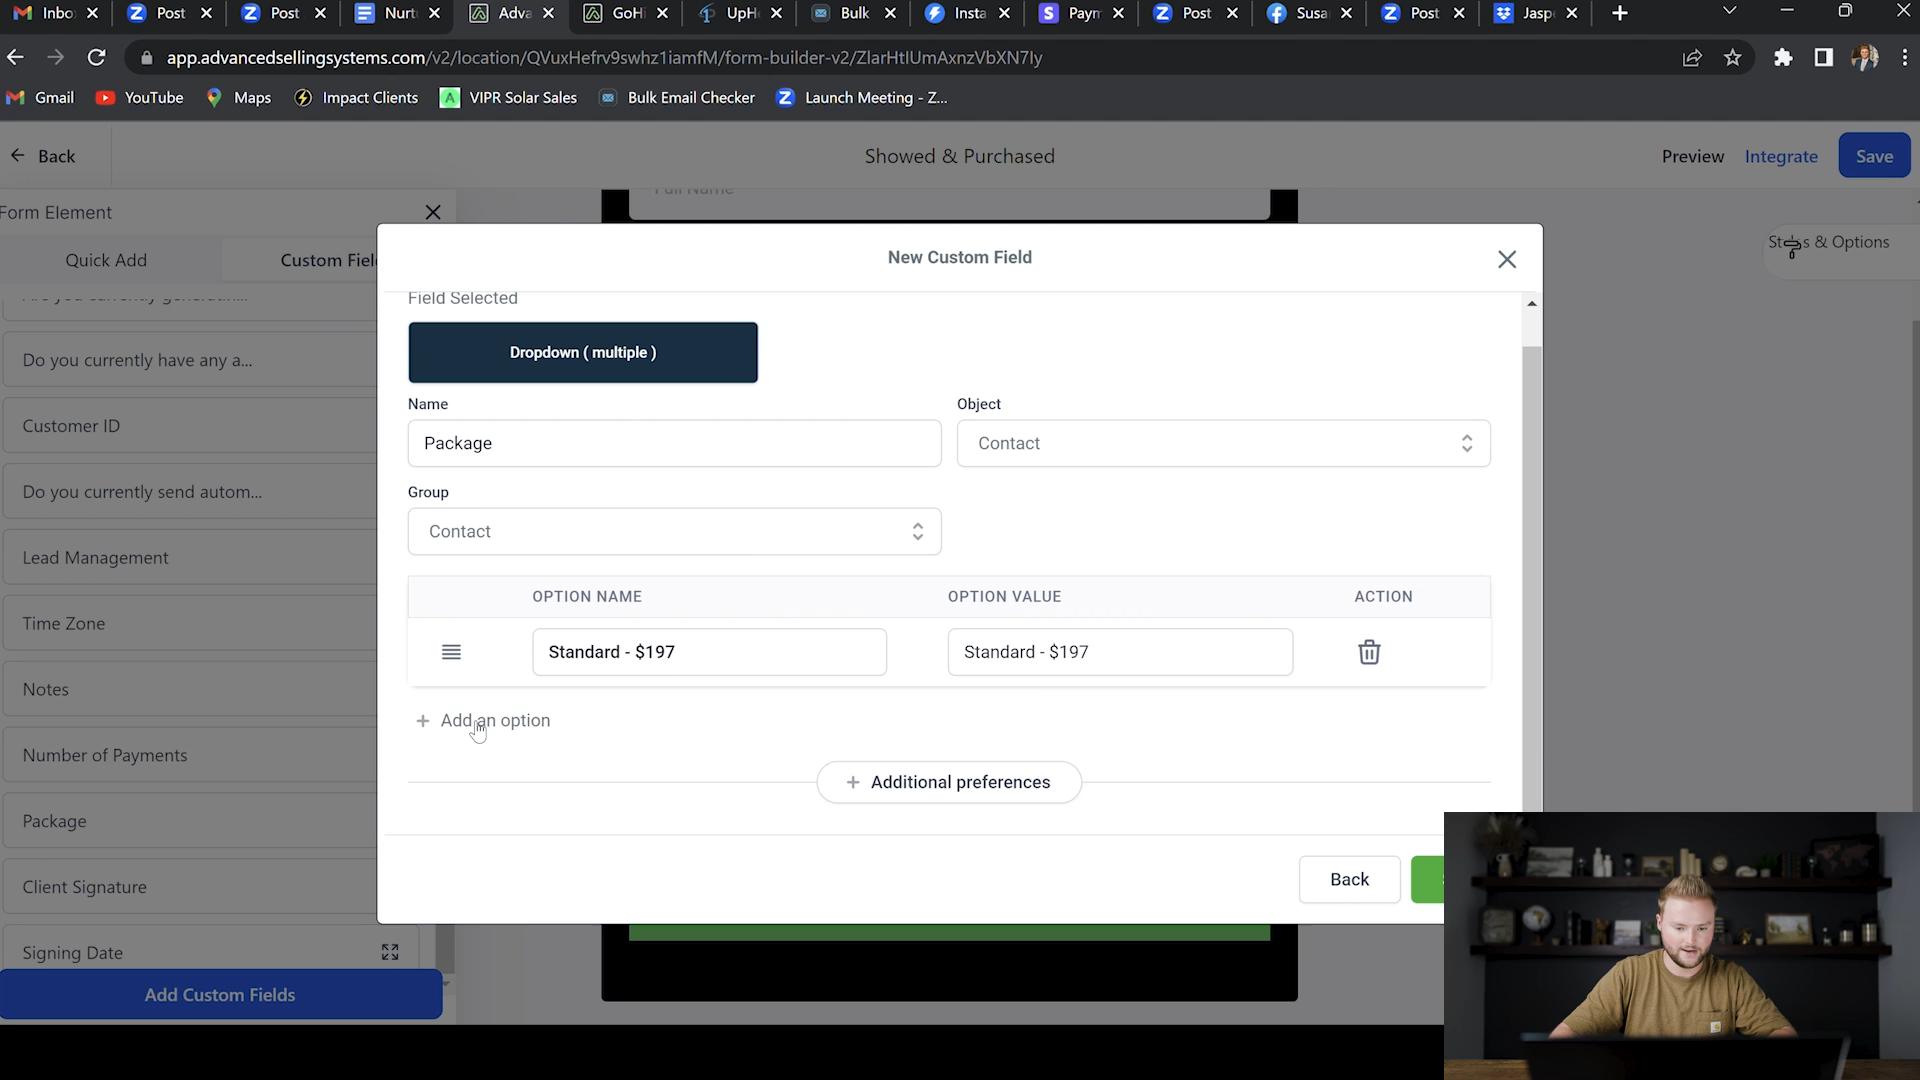 Inbo
Post
Post
Nurt
Adva
GoHi
UpHe
Bulk
Insta
Paym
Post
Susa
Post
Jasp
app.advancedsellingsystems.com/v2/location/QVuxHefrv9swhz1iamfM/form-builder-v2/ZlarHtlUmAxnzVbXN7Iy
Gmail
YouTube
Maps
Impact Clients
VIPR Solar Sales
Bulk Email Checker
Launch Meeting - Z...
Back
Showed & Purchased
Preview
Integrate
Save
Full Name
Form Element
Quick Add
Custom Fiel
Do you currently have any a...
Customer ID
Do you currently send autom...
Lead Management
Time Zone
Notes
Number of Payments
Package
Client Signature
Signing Date
Add Custom Fields
New Custom Field
Field Selected
Dropdown ( multiple )
Name
Object
Package
Contact
Group
Contact
OPTION NAME
OPTION VALUE
ACTION
Standard - $197
Standard - $197
+ Add an option
+ Additional preferences
Back
& Options